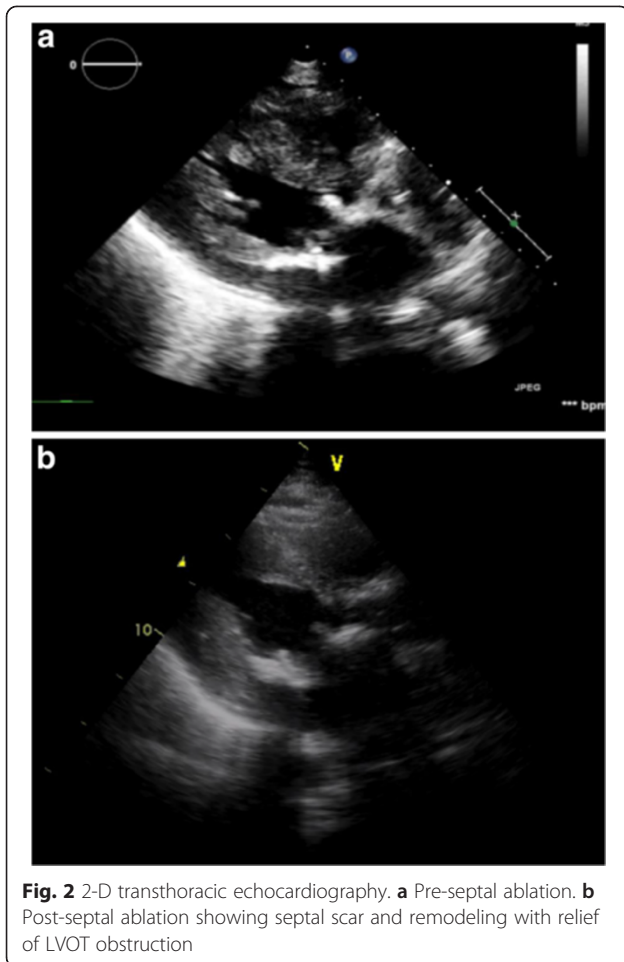 a
0
JPEG
*** bpm
b
V
10
Fig. 2 2-D transthoracic echocardiography. a Pre-septal ablation. b
Post-septal ablation showing septal scar and remodeling with relief
of LVOT obstruction